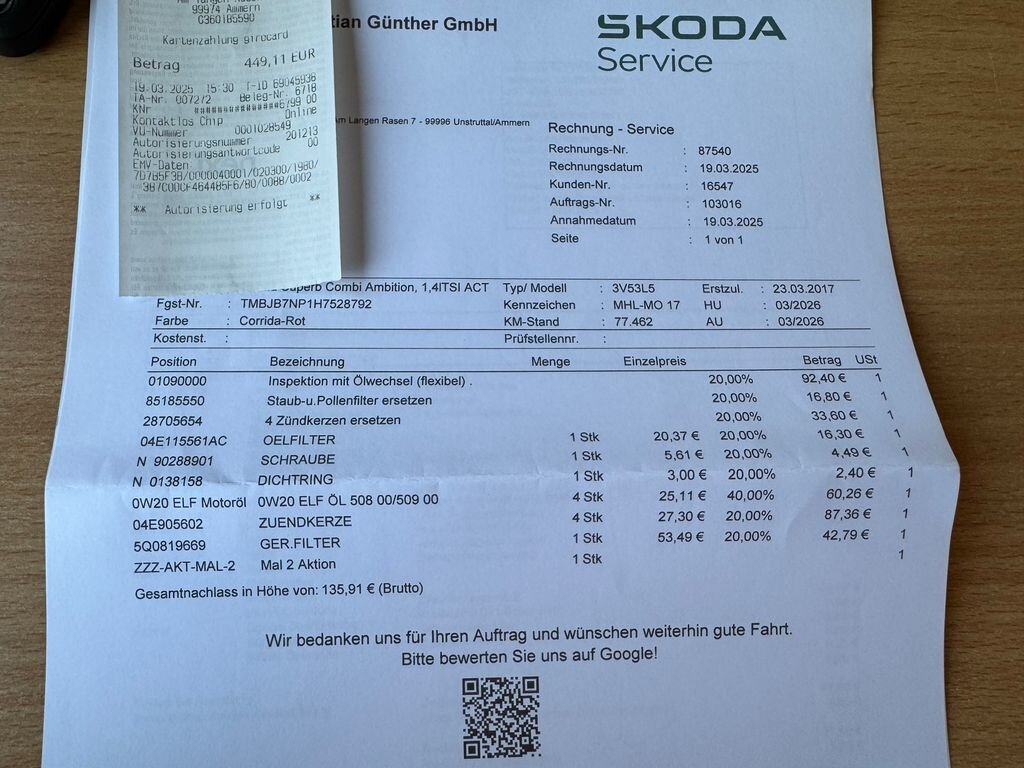 99974 Ammern
G36018S590
Kartenzahlung girocard
Betrag 449,11 EUR
19.03.2025 15:30 T-ID 69045938
TA-Nr. 007272 Beleg-Nr. 6718
KNr ##############6799 00
Kontaktlos Chip Online
VU-Nummer 0001028549
Autorisierungsnummer 201213
Autorisierungsantwortcode 00
EMV-Daten:
** Autorisierung erfolgt **
tian Günther GmbH
ŠKODA
Service
Am Langen Rasen 7 - 99996 Unstruttal/Ammern
Rechnung - Service
Rechnungs-Nr. : 87540
Rechnungsdatum : 19.03.2025
Kunden-Nr. : 16547
Auftrags-Nr. : 103016
Annahmedatum : 19.03.2025
Seite : 1 von 1
Superb Combi Ambition, 1,4lTSI ACT Typ/ Modell : 3V53L5 Erstzul. : 23.03.2017
Fgst-Nr. : TMBJB7NP1H7528792 Kennzeichen : MHL-MO 17 HU : 03/2026
Farbe : Corrida-Rot KM-Stand : 77.462 AU : 03/2026
Kostenst. : Prüfstellennr. :
Position Bezeichnung Menge Einzelpreis Betrag USt
01090000 Inspektion mit Ölwechsel (flexibel) . 20,00% 92,40 € 1
85185550 Staub-u.Pollenfilter ersetzen 20,00% 16,80 € 1
28705654 4 Zündkerzen ersetzen 20,00% 33,60 € 1
04E115561AC OELFILTER 1 Stk 20,37 € 20,00% 16,30 € 1
N 90288901 SCHRAUBE 1 Stk 5,61 € 20,00% 4,49 € 1
N 0138158 DICHTRING 1 Stk 3,00 € 20,00% 2,40 € 1
0W20 ELF Motoröl 0W20 ELF ÖL 508 00/509 00 4 Stk 25,11 € 40,00% 60,26 € 1
04E905602 ZUENDKERZE 4 Stk 27,30 € 20,00% 87,36 € 1
5Q0819669 GER.FILTER 1 Stk 53,49 € 20,00% 42,79 € 1
ZZZ-AKT-MAL-2 Mal 2 Aktion 1 Stk 1
Gesamtnachlass in Höhe von: 135,91 € (Brutto)
Wir bedanken uns für Ihren Auftrag und wünschen weiterhin gute Fahrt.
Bitte bewerten Sie uns auf Google!